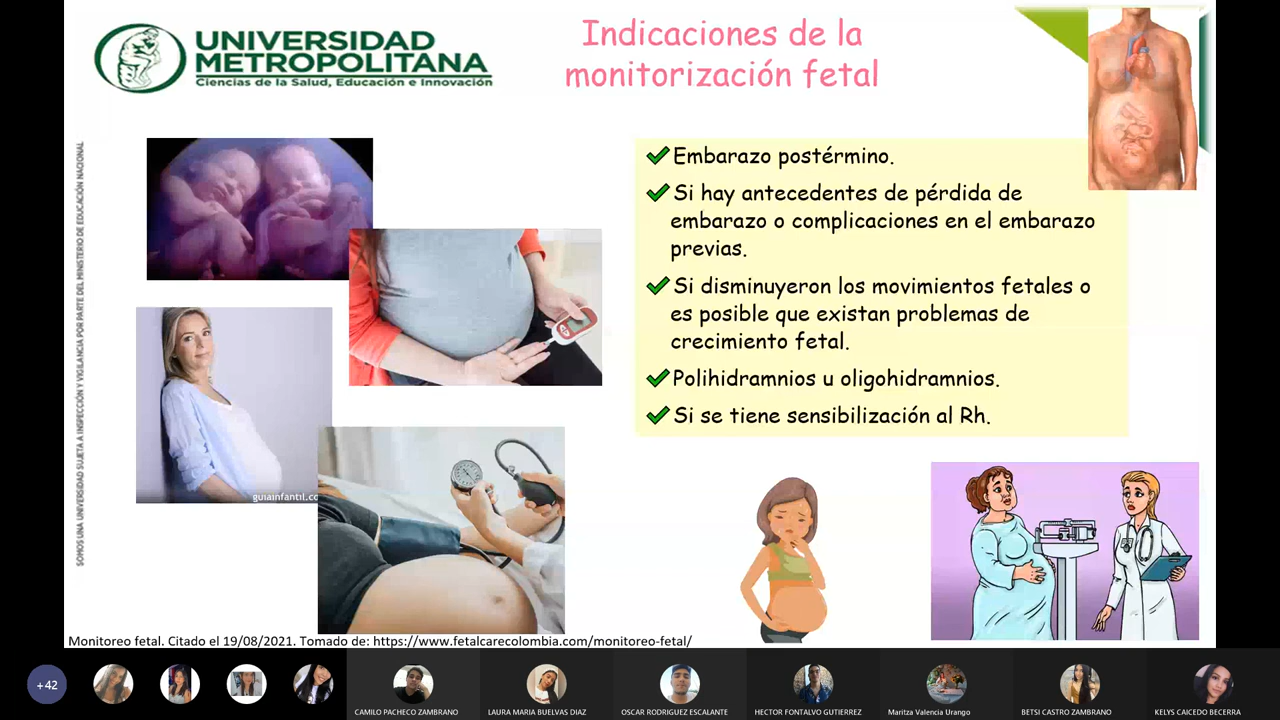 UNIVERSIDAD
METROPOLITANA
Ciencias de la Salud, Educación e Innovación
Indicaciones de la
monitorización fetal
SOMOS UNA UNIVERSIDAD SUJETA A INSPECCIÓN Y VIGILANCIA POR PARTE DEL MINISTERIO DE EDUCACIÓN NACIONAL
Embarazo postérmino.
Si hay antecedentes de pérdida de
embarazo o complicaciones en el embarazo
previas.
Si disminuyeron los movimientos fetales o
es posible que existan problemas de
crecimiento fetal.
Polihidramnios u oligohidramnios.
Si se tiene sensibilización al Rh.
guiainfantil.co
Monitoreo fetal. Citado el 19/08/2021. Tomado de: https://www.fetalcarecolombia.com/monitoreo-fetal/
+42
CAMILO PACHECO ZAMBRANO
LAURA MARIA BUELVAS DIAZ
OSCAR RODRIGUEZ ESCALANTE
HECTOR FONTALVO GUTIERREZ
Maritza Valencia Urango
BETSI CASTRO ZAMBRANO
KELYS CAICEDO BECERRA